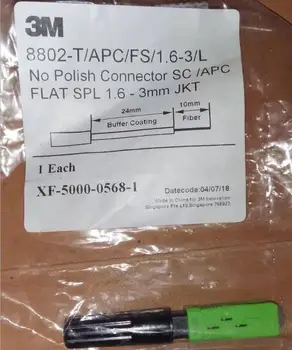 3M
8802-T/APC/FS/1.6-3/L
No Polish Connector SC /APC
FLAT SPL 1.6 - 3mm JKT
24mm 10mm
Buffer Coating Fiber
1 Each
XF-5000-0568-1
Datecode:04/07/18
Made in China for 3M Innovation
Singapore Pte Ltd,Singapore 768923